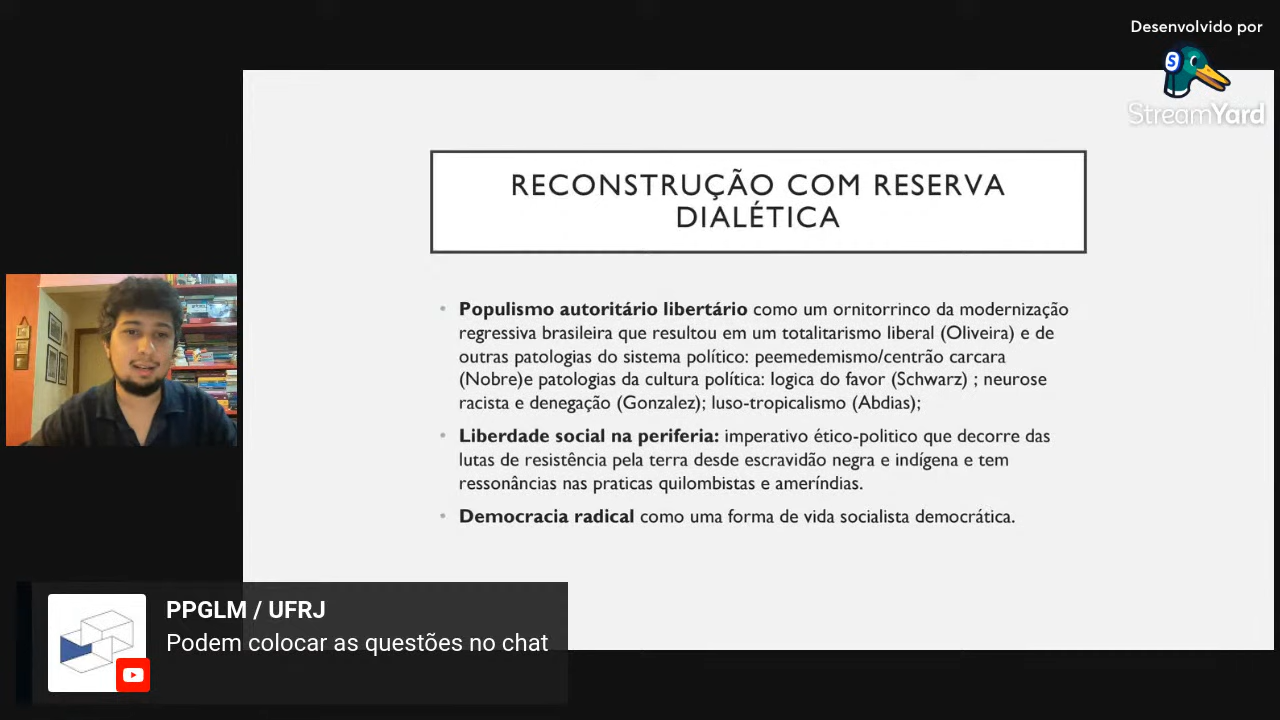 Desenvolvido por
S
StreamYard
RECONSTRUÇÃO COM RESERVA
DIALÉTICA
• Populismo autoritário libertário como um ornitorrinco da modernização
regressiva brasileira que resultou em um totalitarismo liberal (Oliveira) e de
outras patologias do sistema político: peemedemismo/centrão carcara
(Nobre)e patologias da cultura política: logica do favor (Schwarz) ; neurose
racista e denegação (Gonzalez); luso-tropicalismo (Abdias);
• Liberdade social na periferia: imperativo ético-politico que decorre das
lutas de resistência pela terra desde escravidão negra e indígena e tem
ressonâncias nas praticas quilombistas e ameríndias.
• Democracia radical como uma forma de vida socialista democrática.
PPGLM / UFRJ
Podem colocar as questões no chat